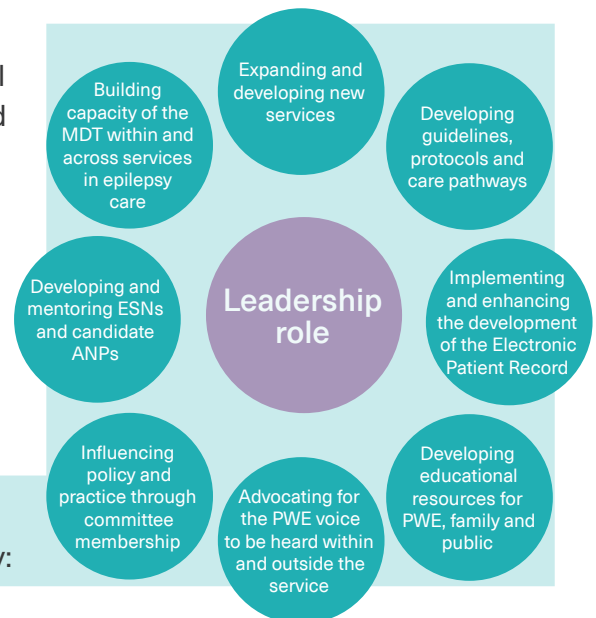 Expanding and
developing new
services
Developing
guidelines,
protocols and
care pathways
Implementing
and enhancing
the development
of the Electronic
Patient Record
Developing
educational
resources for
PWE, family and
public
Advocating for
the PWE voice
to be heard within
and outside the
service
Influencing
policy and
practice through
committee
membership
Developing and
mentoring ESNs
and candidate
ANPs
Building
capacity of the
MDT within and
across services
in epilepsy
care
Leadership
role